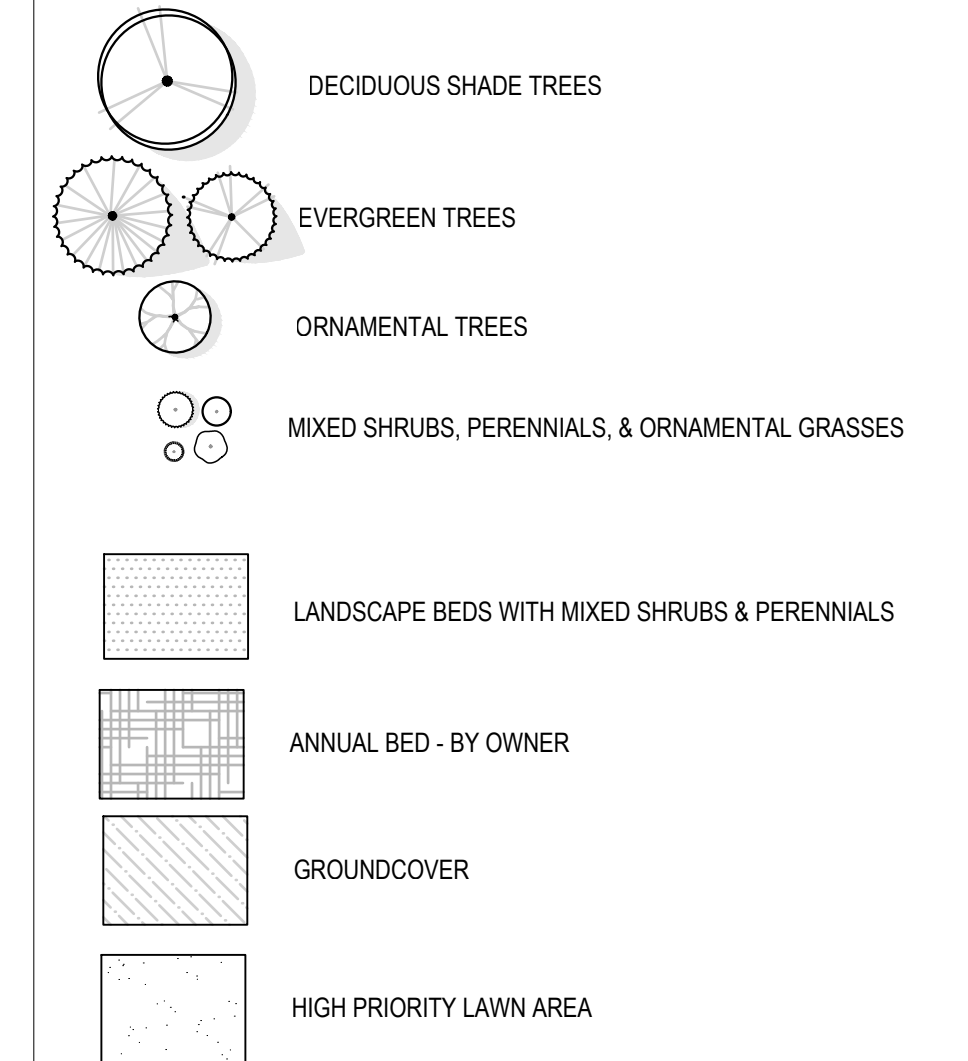 DECIDUOUS SHADE TREES
EVERGREEN TREES
ORNAMENTAL TREES
MIXED SHRUBS, PERENNIALS, & ORNAMENTAL GRASSES
LANDSCAPE BEDS WITH MIXED SHRUBS & PERENNIALS
ANNUAL BED - BY OWNER
GROUNDCOVER
HIGH PRIORITY LAWN AREA